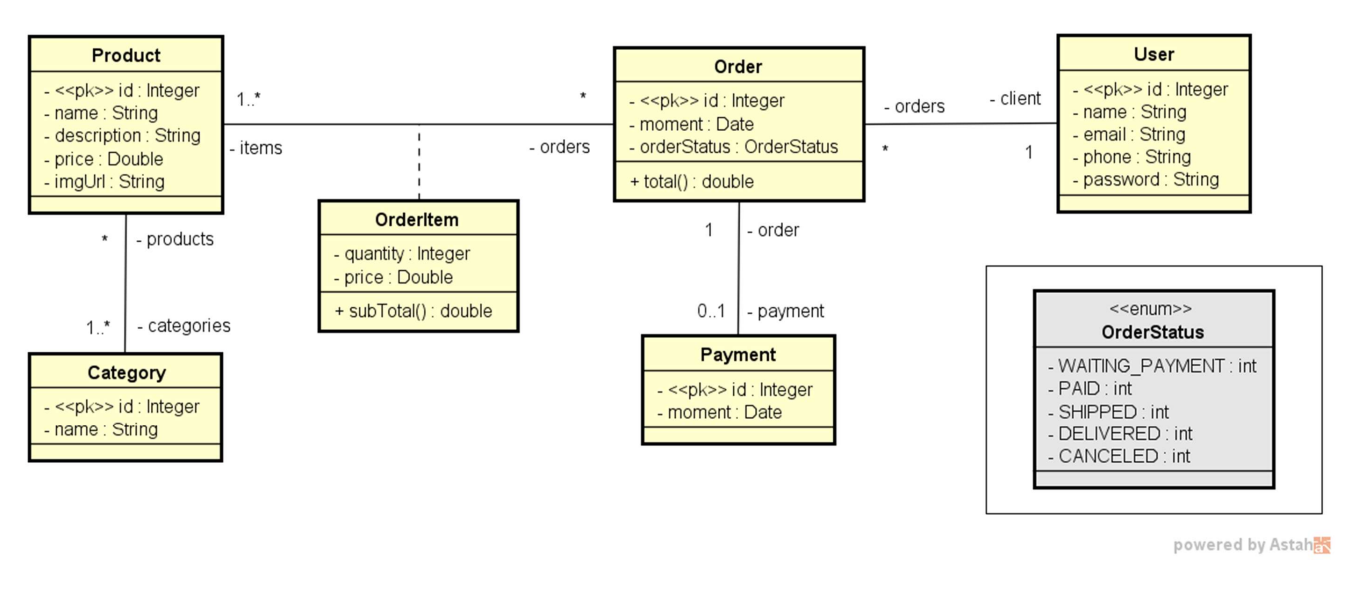 Product
- <<pk>> id : Integer
- name : String
- description : String
- price : Double
- imgUrl : String
1..*
- items
*
- orders
Order
- <<pk>> id : Integer
- moment : Date
- orderStatus : OrderStatus
+ total() : double
- orders
*
- client
1
User
- <<pk>> id : Integer
- name : String
- email : String
- phone : String
- password : String
OrderItem
- quantity : Integer
- price : Double
+ subTotal() : double
* - products
1..* - categories
Category
- <<pk>> id : Integer
- name : String
1 - order
0..1 - payment
Payment
- <<pk>> id : Integer
- moment : Date
<<enum>>
OrderStatus
- WAITING_PAYMENT : int
- PAID : int
- SHIPPED : int
- DELIVERED : int
- CANCELED : int
powered by Astah